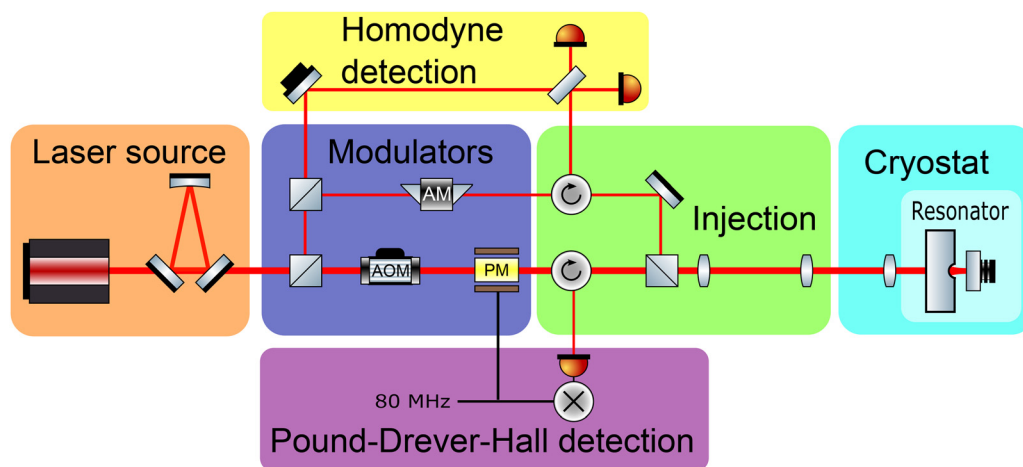 Homodyne
detection
Laser source
Modulators
Injection
Cryostat
Resonator
AM
AOM
PM
80 MHz
Pound-Drever-Hall detection